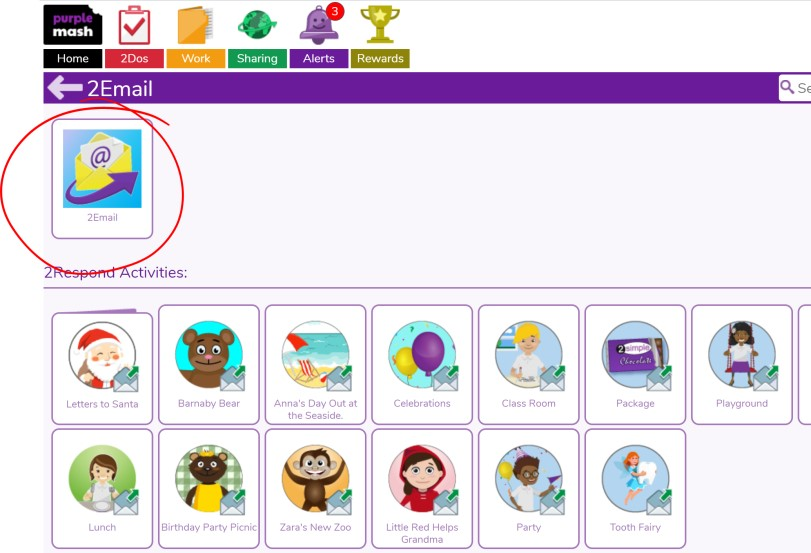 purple
mash
3
Home 2Dos Work Sharing Alerts Rewards
2Email
@
2Email
2Respond Activities:
2simple
Chocolate
Letters to Santa
Barnaby Bear
Anna's Day Out at
the Seaside.
Celebrations
Class Room
Package
Playground
Lunch
Birthday Party Picnic
Zara's New Zoo
Little Red Helps
Grandma
Party
Tooth Fairy